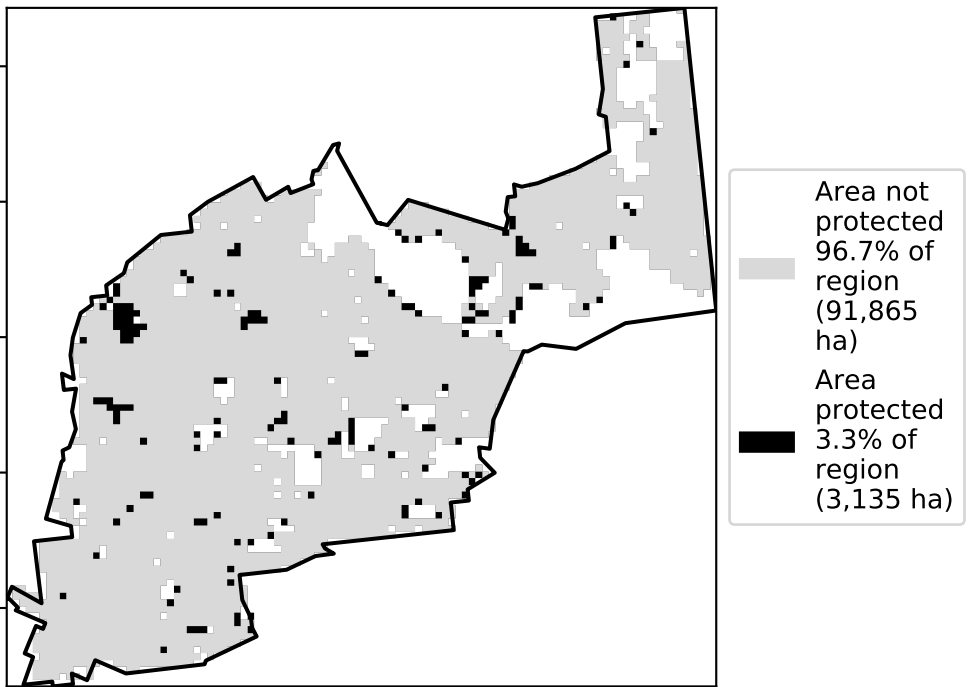 Area not
protected
96.7% of
region
(91,865
ha)
Area
protected
3.3% of
region
(3,135 ha)